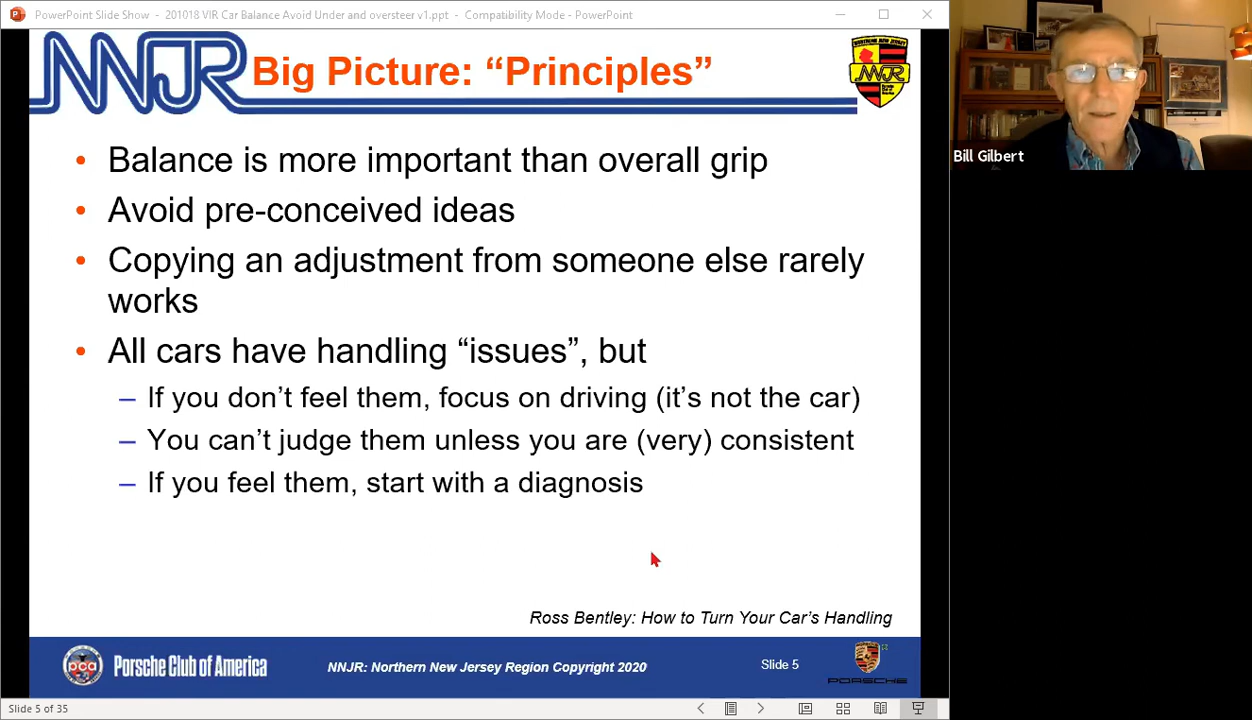 PowerPoint Slide Show - 201018 VIR Car Balance Avoid Under and oversteer v1.ppt - Compatibility Mode - PowerPoint
NNJR
Big Picture: “Principles”
NNJR
• Balance is more important than overall grip
• Avoid pre-conceived ideas
• Copying an adjustment from someone else rarely
works
• All cars have handling “issues”, but
– If you don’t feel them, focus on driving (it’s not the car)
– You can’t judge them unless you are (very) consistent
– If you feel them, start with a diagnosis
Ross Bentley: How to Turn Your Car’s Handling
pca
Porsche Club of America
NNJR: Northern New Jersey Region Copyright 2020
Slide 5
PORSCHE
Slide 5 of 35
Bill Gilbert